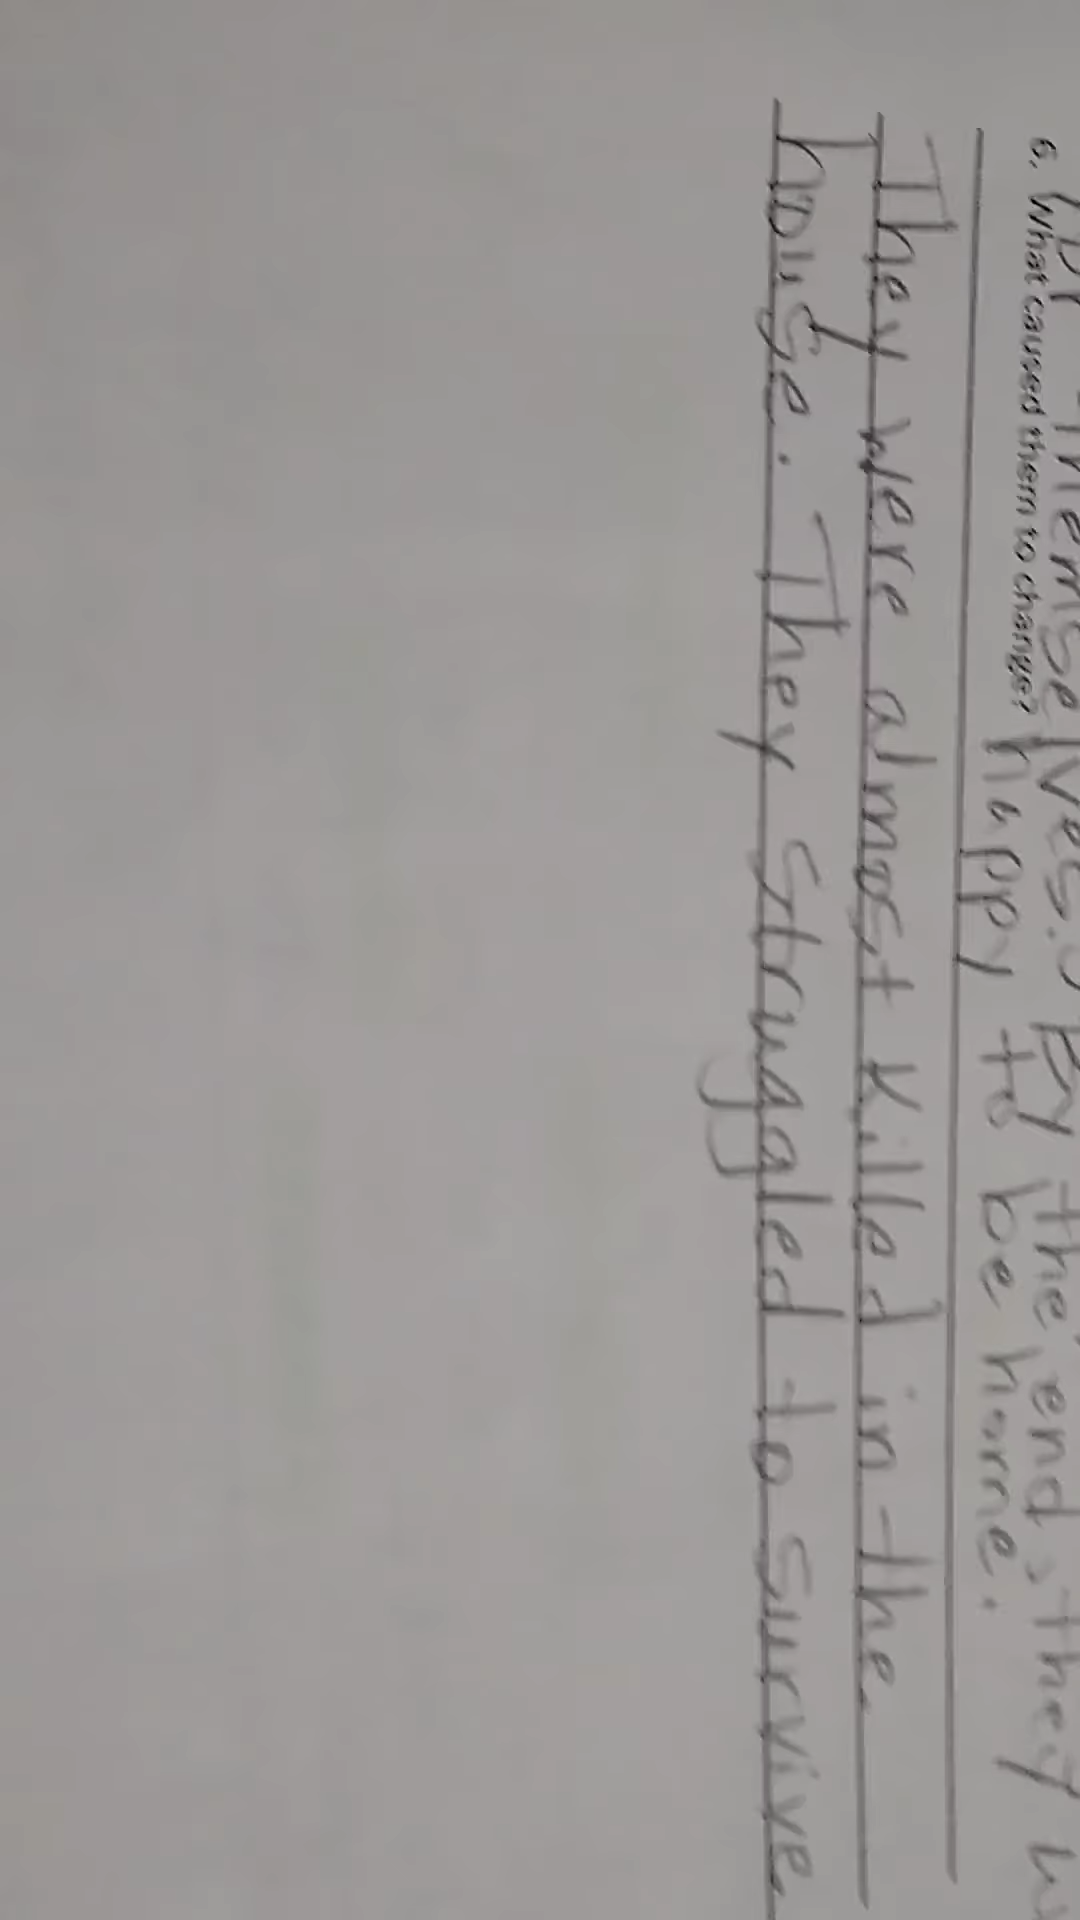 themselves. By the end, they
6. What caused them to change? happy to be home.
They were almost killed in the
house. They struggled to survive